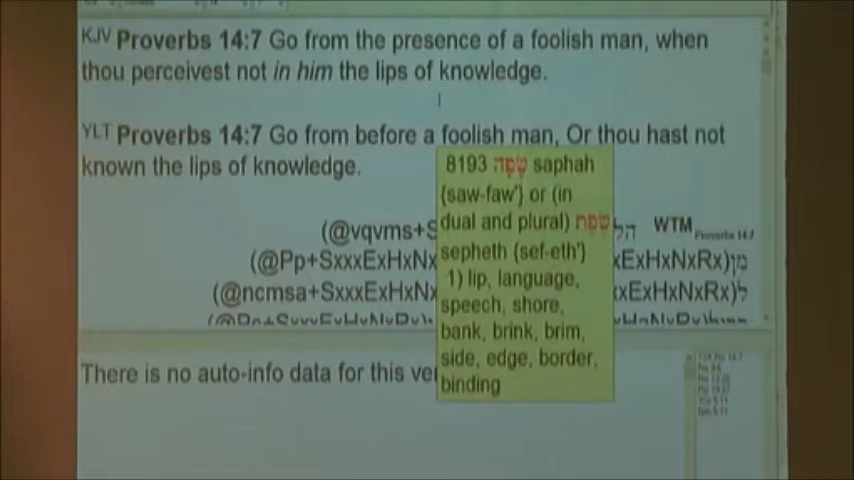 KJV Proverbs 14:7 Go from the presence of a foolish man, when
thou perceivest not in him the lips of knowledge.
YLT Proverbs 14:7 Go from before a foolish man, Or thou hast not
known the lips of knowledge.
8193 שָׂפָה saphah
{saw-faw'} or (in
dual and plural) שֶׂפֶת
sepheth {sef-eth'}
1) lip, language,
speech, shore,
bank, brink, brim,
side, edge, border,
binding
WTM Proverbs 14:7
(@vqvms+S
(@Pp+SxxxExHxNx xExHxNxRx)מִן
(@ncmsa+SxxxExHxNx xExHxNxRx)ל
There is no auto-info data for this ve